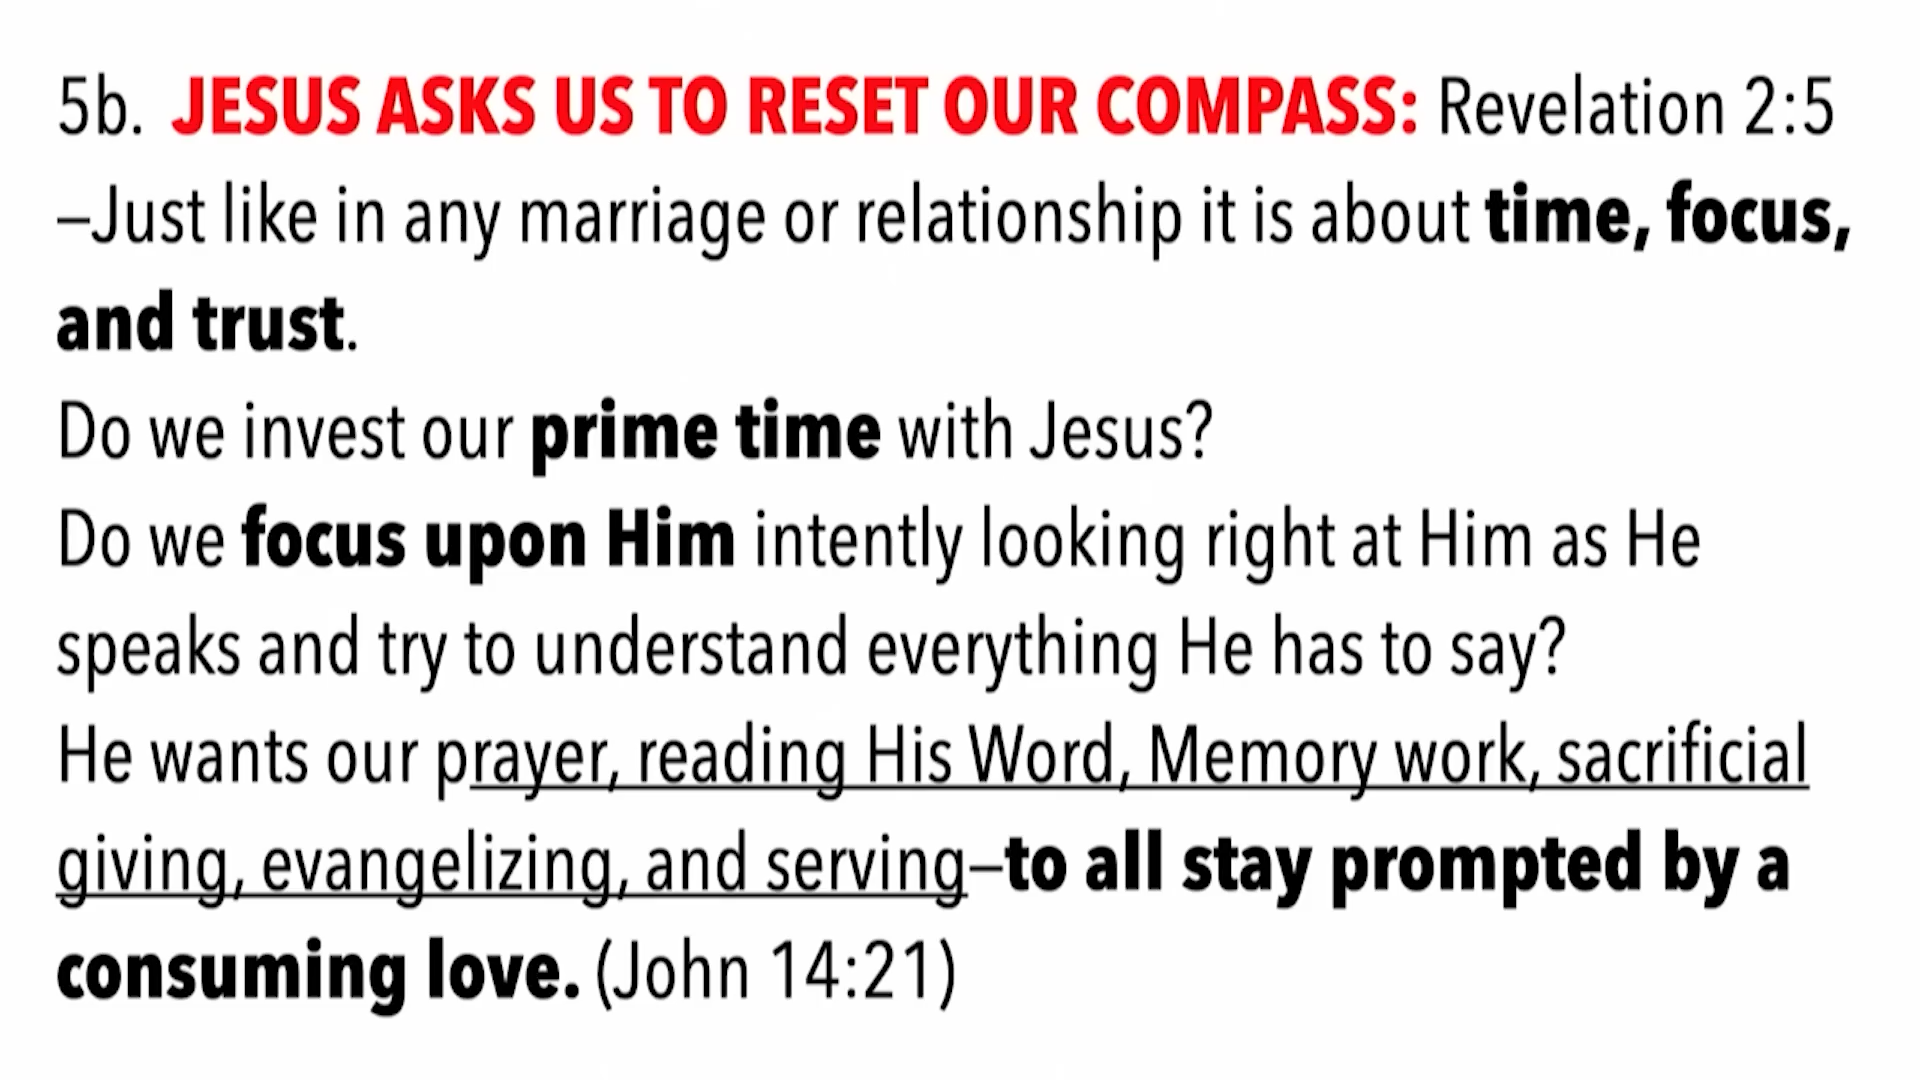 5b. JESUS ASKS US TO RESET OUR COMPASS: Revelation 2:5
–Just like in any marriage or relationship it is about time, focus,
and trust.
Do we invest our prime time with Jesus?
Do we focus upon Him intently looking right at Him as He
speaks and try to understand everything He has to say?
He wants our prayer, reading His Word, Memory work, sacrificial
giving, evangelizing, and serving–to all stay prompted by a
consuming love. (John 14:21)